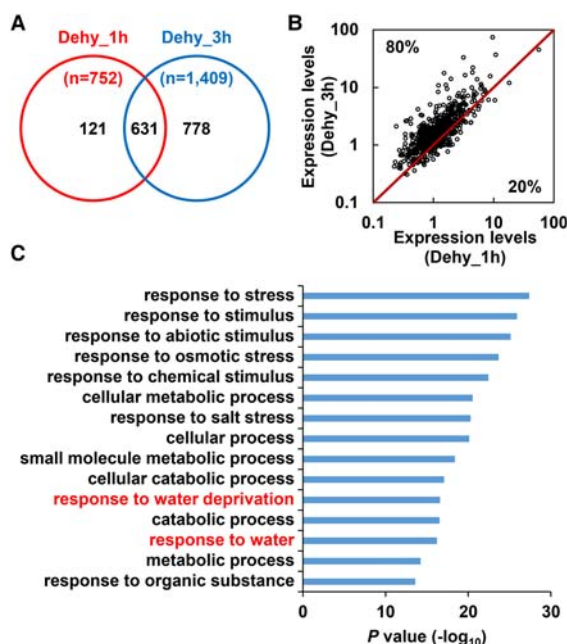 A
Dehy_1h Dehy_3h
(n=752) (n=1,409)
121 631 778
B
100
10
1
0.1
80%
20%
0.1 1 10 100
Expression levels
(Dehy_3h)
Expression levels
(Dehy_1h)
C
response to stress
response to stimulus
response to abiotic stimulus
response to osmotic stress
response to chemical stimulus
cellular metabolic process
response to salt stress
cellular process
small molecule metabolic process
cellular catabolic process
response to water deprivation
catabolic process
response to water
metabolic process
response to organic substance
0 10 20 30
P value (-log10)